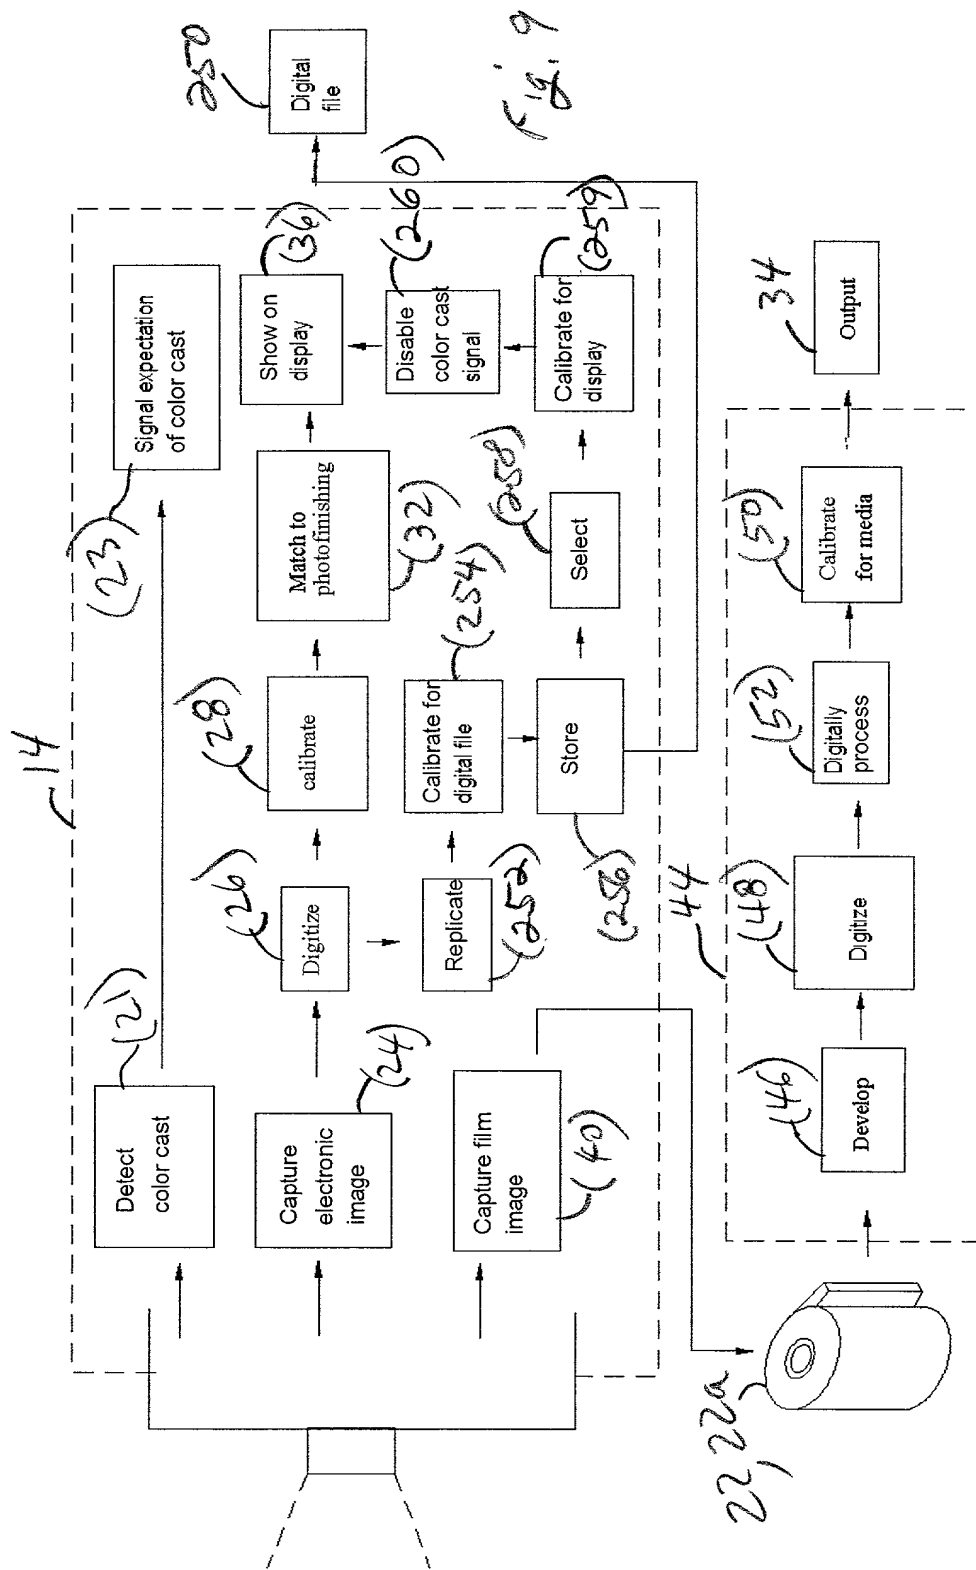 14
Detect
color cast
(21)
(23)
Signal expectation
of color cast
Capture
electronic
image
(24)
Digitize
(26)
calibrate
(28)
Match to
photofinishing
(32)
Show on
display
(36)
Replicate
(252)
Calibrate for
digital file
(254)
Store
(256)
Select
(258)
Calibrate for
display
(259)
Disable
color cast
signal
(260)
Digital
file
250
Capture film
image
(40)
22, 22a
44
Develop
(46)
Digitize
(48)
Digitally
process
(52)
Calibrate
for media
(50)
Output
34
Fig. 9